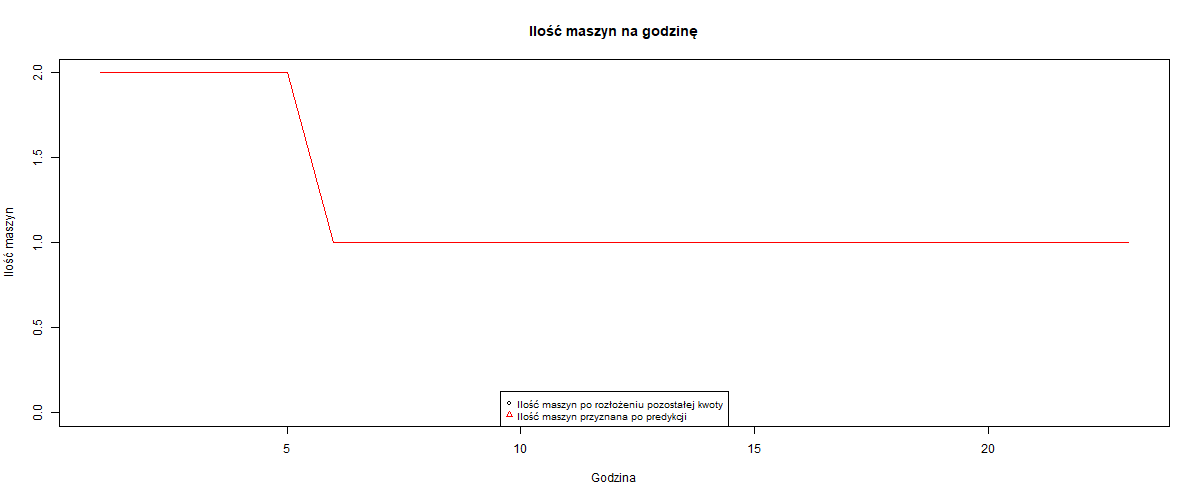 Ilość maszyn na godzinę
Ilość maszyn
2.0
1.5
1.0
0.5
0.0
Ilość maszyn po rozłożeniu pozostałej kwoty
Ilość maszyn przyznana po predykcji
5 10 15 20
Godzina